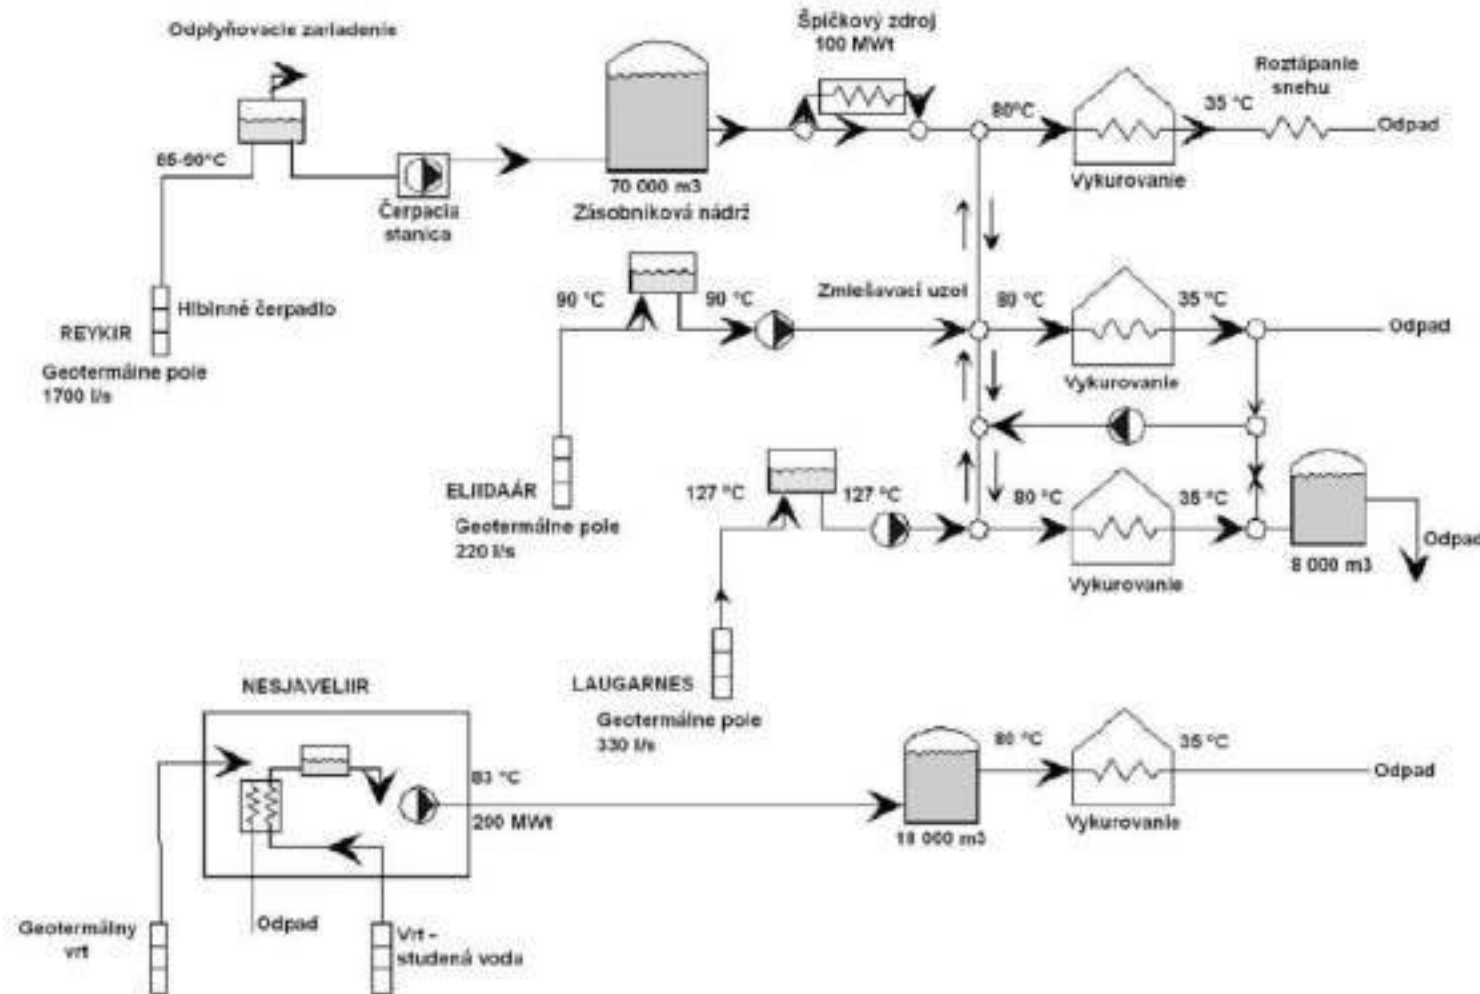 Odplyňovacie zariadenie
Špičkový zdroj
100 MWt
Roztápanie
snehu
80°C
35 °C
Odpad
65-90°C
Čerpacia
stanica
70 000 m3
Zásobníková nádrž
Vykurovanie
Hlbinné čerpadlo
REYKIR
Geotermálne pole
1700 l/s
90 °C
90 °C
Zmiešavací uzol
80 °C
35 °C
Odpad
Vykurovanie
ELIIDAÁR
Geotermálne pole
220 l/s
127 °C
127 °C
80 °C
35 °C
Odpad
8 000 m3
Vykurovanie
LAUGARNES
Geotermálne pole
330 l/s
NESJAVELIIR
83 °C
200 MWt
80 °C
35 °C
Odpad
18 000 m3
Vykurovanie
Geotermálny
vrt
Odpad
Vrt -
studená voda